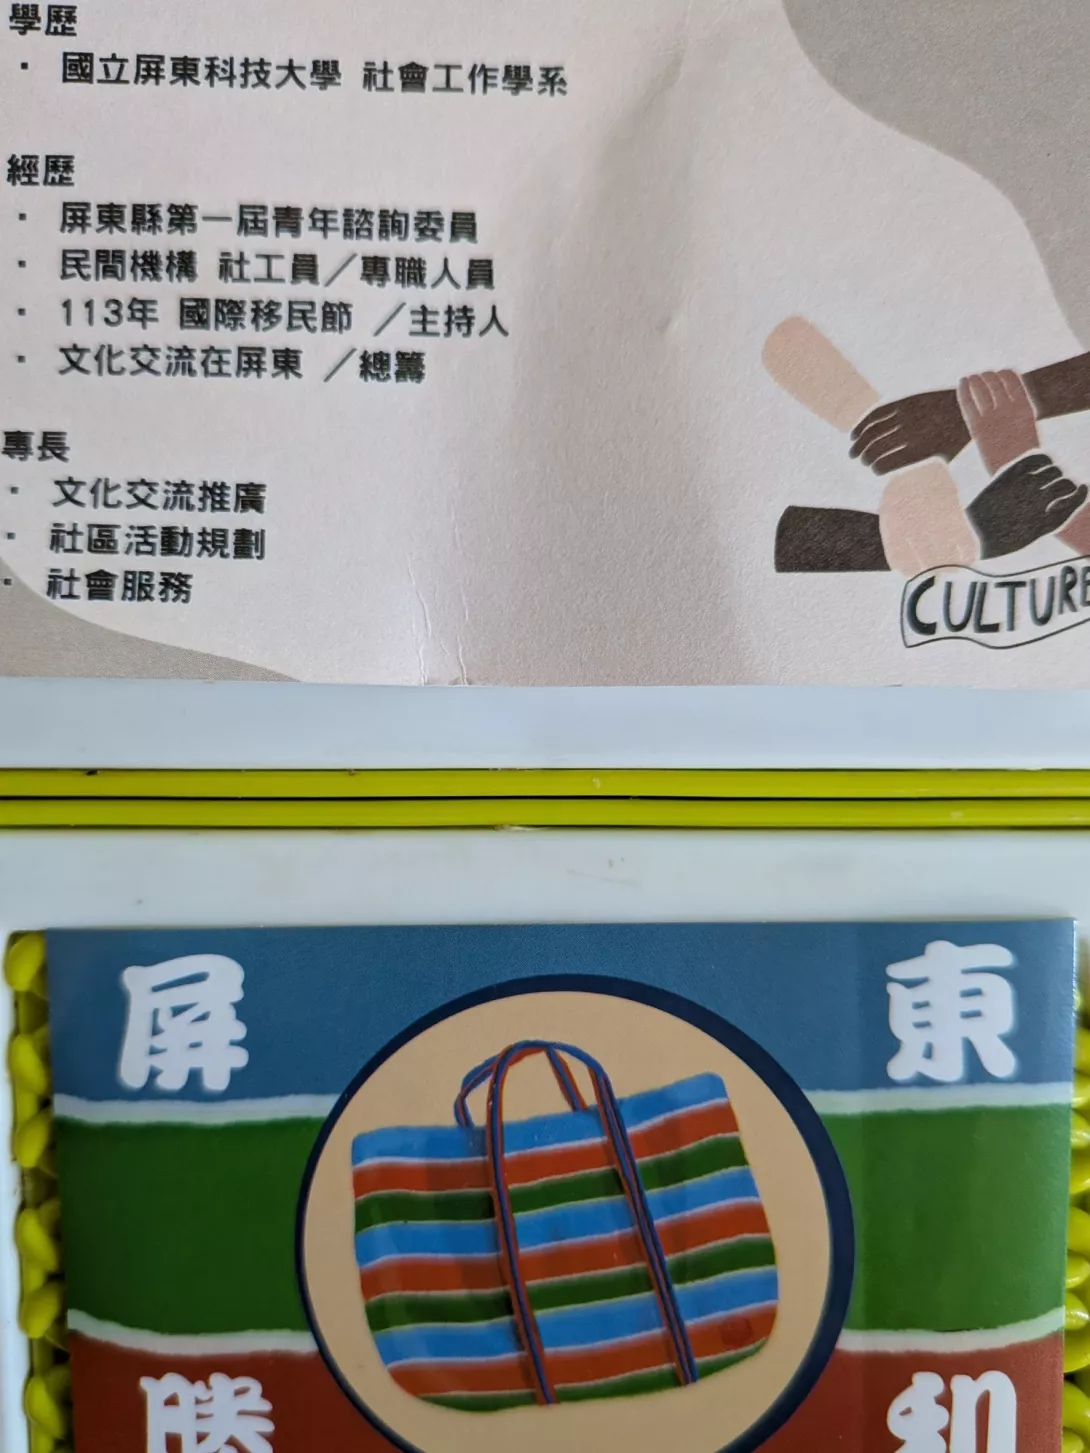 學歷
· 國立屏東科技大學 社會工作學系
經歷
· 屏東縣第一屆青年諮詢委員
· 民間機構 社工員／專職人員
· 113年 國際移民節 ／主持人
· 文化交流在屏東 ／總籌
專長
· 文化交流推廣
· 社區活動規劃
· 社會服務
CULTURE
屏 東
勝 利